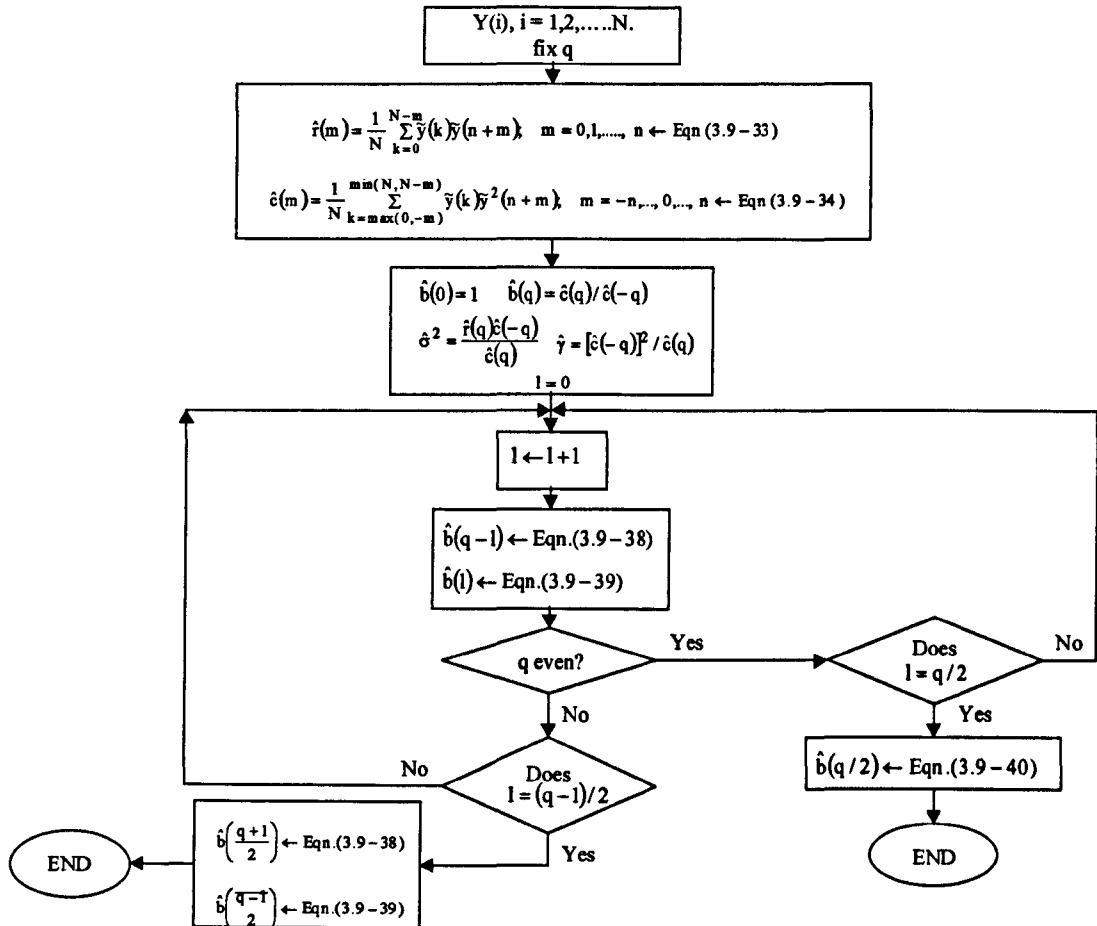 Y(i), i = 1,2,.....N.
fix q
r̂(m) = 1/N Σ_{k=0}^{N−m} ỹ(k)ỹ(n+m); m = 0,1,....., n ← Eqn (3.9−33)
ĉ(m) = 1/N Σ_{k=max(0,−m)}^{min(N,N−m)} ỹ(k)ỹ²(n+m); m = −n,..., 0,..., n ← Eqn (3.9−34)
b̂(0) = 1 b̂(q) = ĉ(q)/ĉ(−q)
σ̂² = r̂(q)ĉ(−q)/ĉ(q) γ̂ = [ĉ(−q)]²/ĉ(q)
l = 0
l ← l+1
b̂(q−l) ← Eqn.(3.9−38)
b̂(l) ← Eqn.(3.9−39)
q even?
Yes
Does
l = q/2
No
Yes
b̂(q/2) ← Eqn.(3.9−40)
END
No
Does
l = (q−1)/2
No
Yes
b̂((q+1)/2) ← Eqn.(3.9−38)
b̂((q−1)/2) ← Eqn.(3.9−39)
END